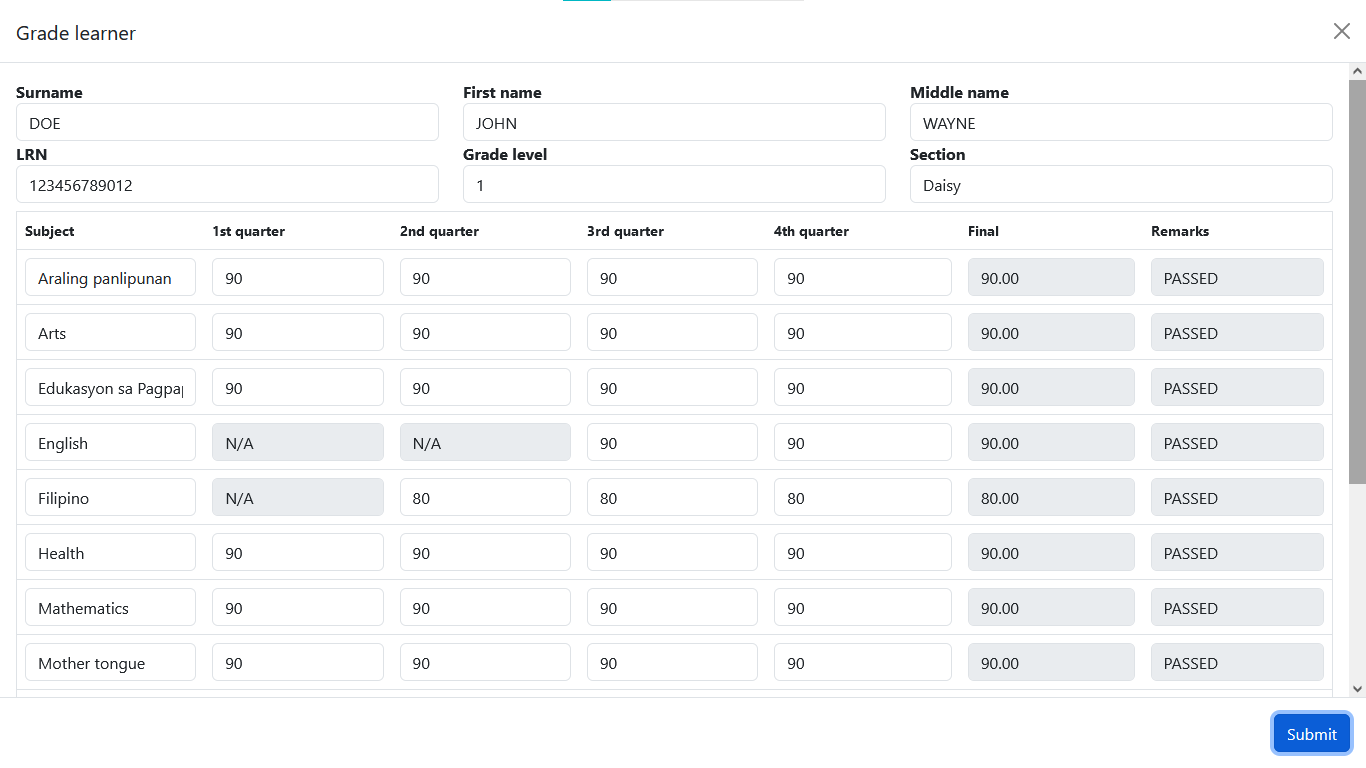 Grade learner
Surname First name Middle name
DOE JOHN WAYNE
LRN Grade level Section
123456789012 1 Daisy
Subject 1st quarter 2nd quarter 3rd quarter 4th quarter Final Remarks
Araling panlipunan 90 90 90 90 90.00 PASSED
Arts 90 90 90 90 90.00 PASSED
Edukasyon sa Pagpap 90 90 90 90 90.00 PASSED
English N/A N/A 90 90 90.00 PASSED
Filipino N/A 80 80 80 80.00 PASSED
Health 90 90 90 90 90.00 PASSED
Mathematics 90 90 90 90 90.00 PASSED
Mother tongue 90 90 90 90 90.00 PASSED
Submit